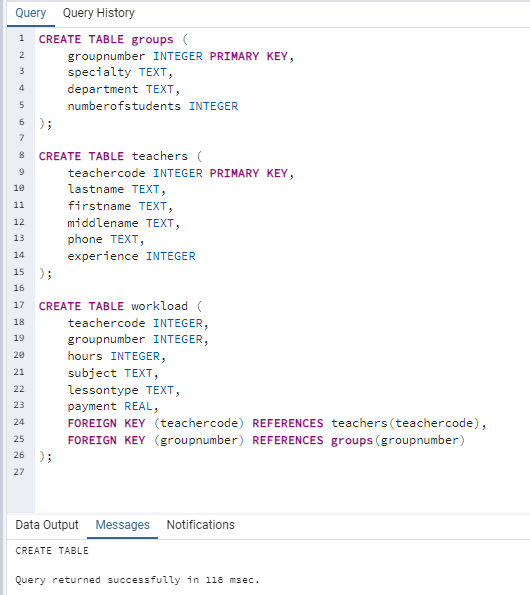 Query Query History
1 CREATE TABLE groups (
2 groupnumber INTEGER PRIMARY KEY,
3 specialty TEXT,
4 department TEXT,
5 numberofstudents INTEGER
6 );
7
8 CREATE TABLE teachers (
9 teachercode INTEGER PRIMARY KEY,
10 lastname TEXT,
11 firstname TEXT,
12 middlename TEXT,
13 phone TEXT,
14 experience INTEGER
15 );
16
17 CREATE TABLE workload (
18 teachercode INTEGER,
19 groupnumber INTEGER,
20 hours INTEGER,
21 subject TEXT,
22 lessontype TEXT,
23 payment REAL,
24 FOREIGN KEY (teachercode) REFERENCES teachers(teachercode),
25 FOREIGN KEY (groupnumber) REFERENCES groups(groupnumber)
26 );
27
Data Output Messages Notifications
CREATE TABLE
Query returned successfully in 118 msec.